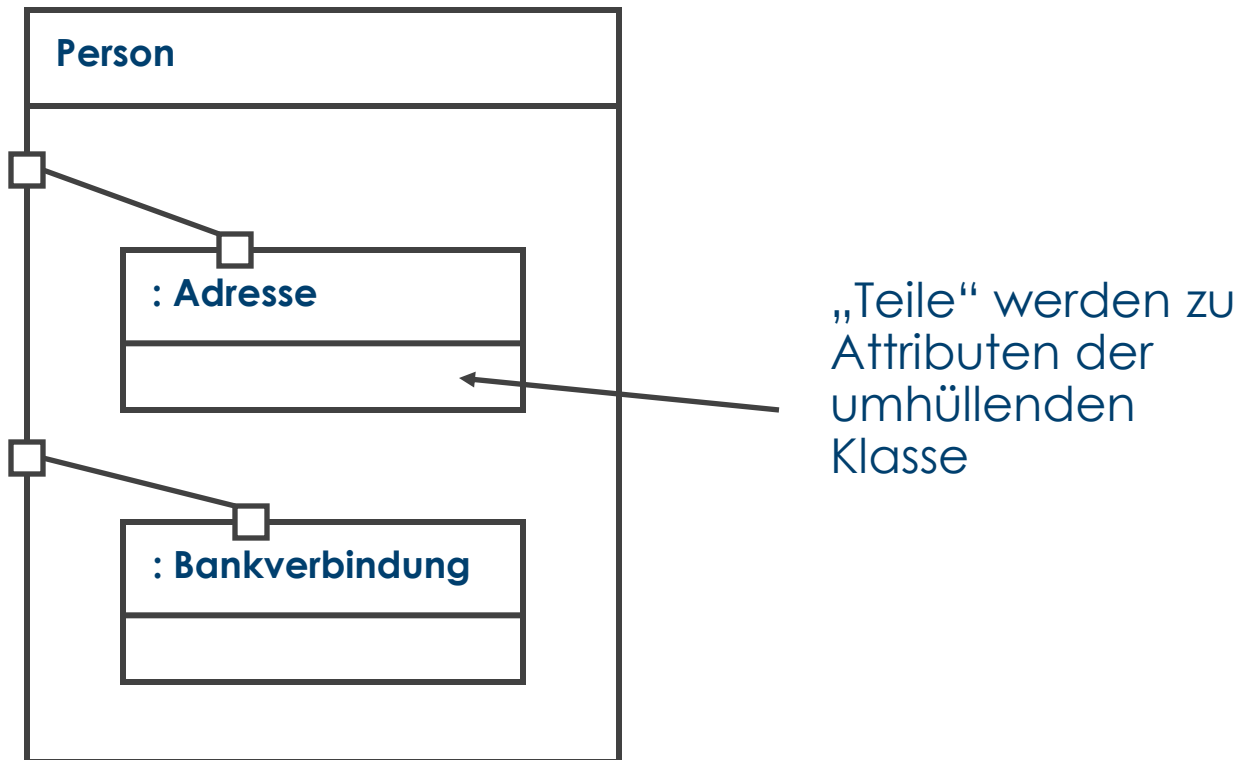 Person
: Adresse
„Teile“ werden zu
Attributen der
umhüllenden
Klasse
: Bankverbindung